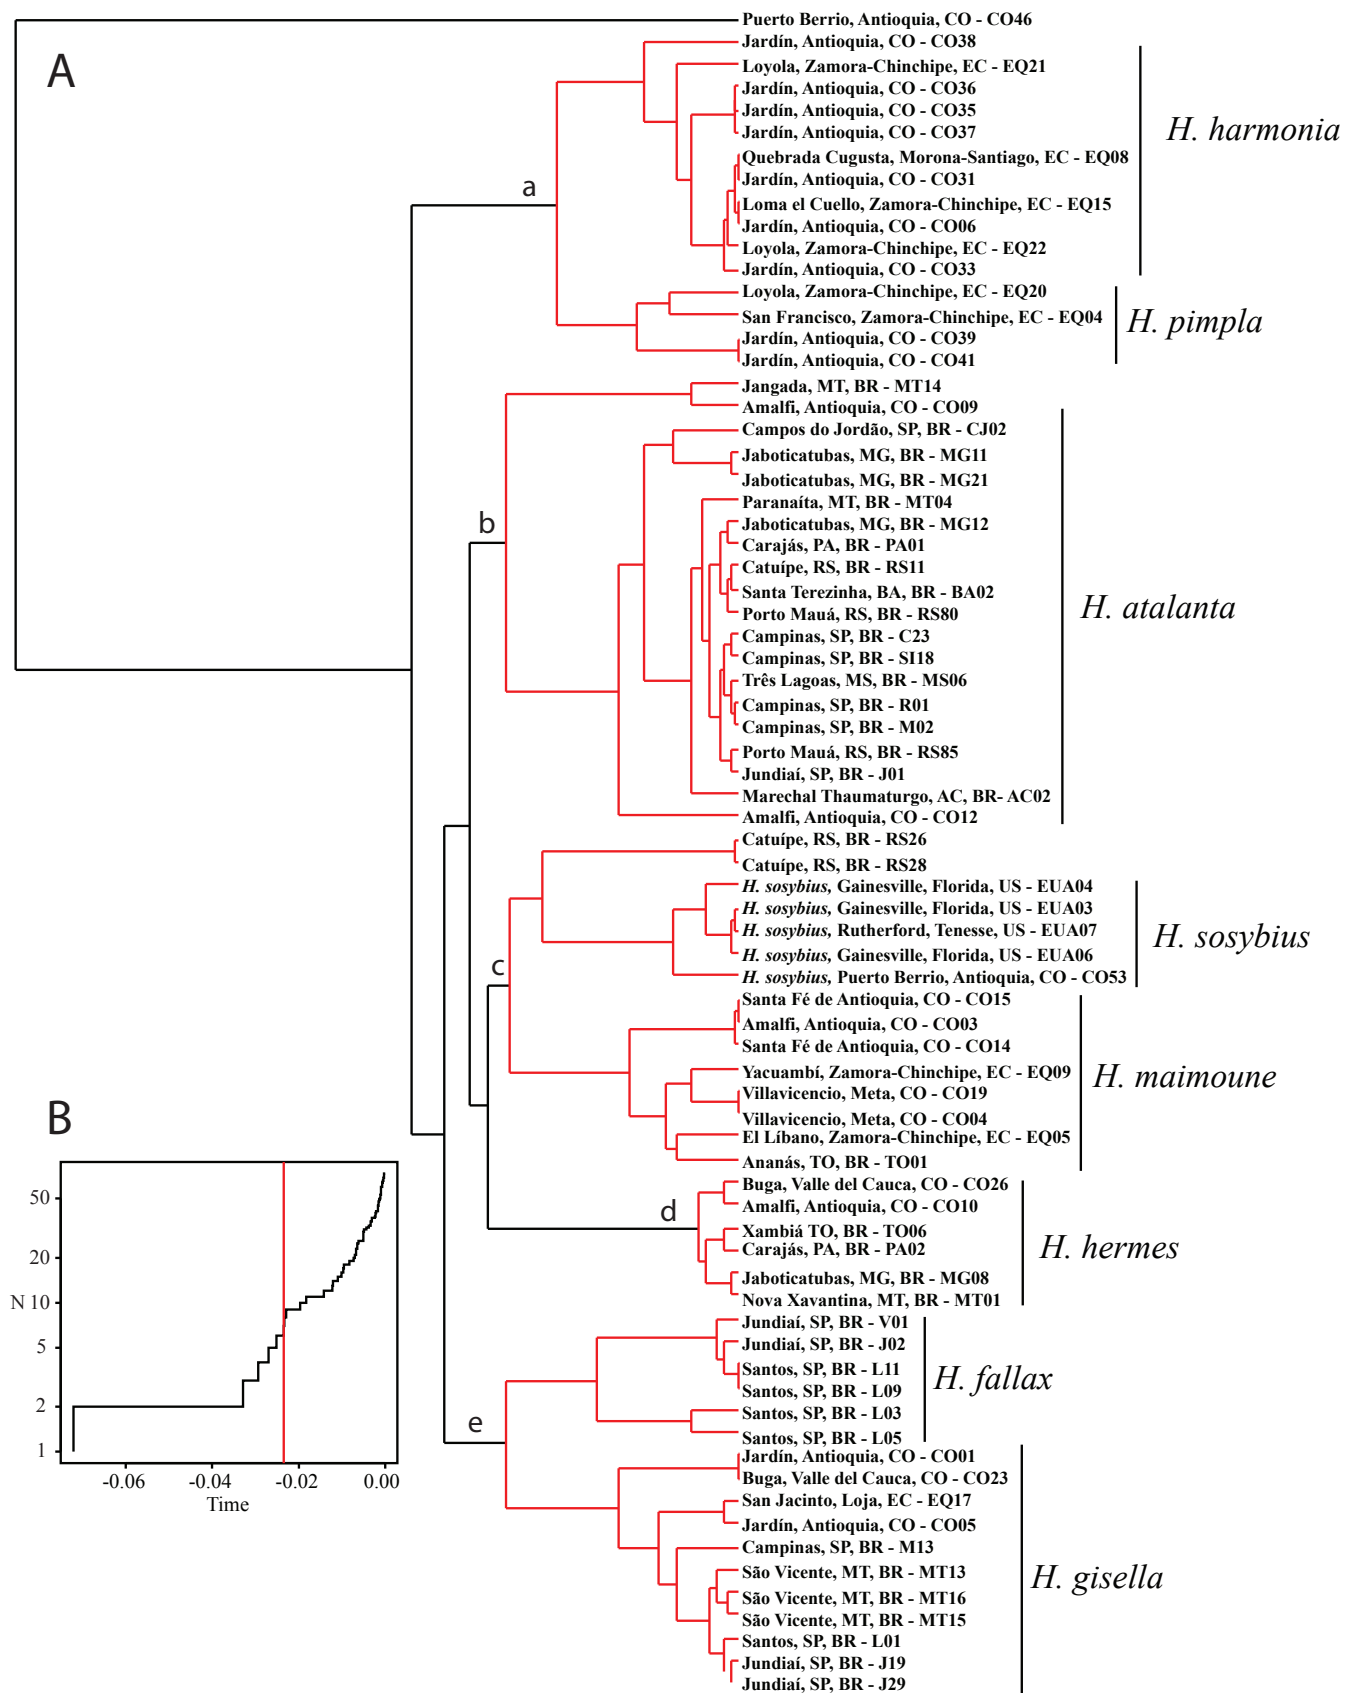 A
Puerto Berrio, Antioquia, CO - CO46
Jardín, Antioquia, CO - CO38
Loyola, Zamora-Chinchipe, EC - EQ21
Jardín, Antioquia, CO - CO36
Jardín, Antioquia, CO - CO35
Jardín, Antioquia, CO - CO37
Quebrada Cugusta, Morona-Santiago, EC - EQ08
Jardín, Antioquia, CO - CO31
Loma el Cuello, Zamora-Chinchipe, EC - EQ15
Jardín, Antioquia, CO - CO06
Loyola, Zamora-Chinchipe, EC - EQ22
Jardín, Antioquia, CO - CO33
H. harmonia
a
Loyola, Zamora-Chinchipe, EC - EQ20
San Francisco, Zamora-Chinchipe, EC - EQ04
Jardín, Antioquia, CO - CO39
Jardín, Antioquia, CO - CO41
H. pimpla
Jangada, MT, BR - MT14
Amalfi, Antioquia, CO - CO09
Campos do Jordão, SP, BR - CJ02
Jaboticatubas, MG, BR - MG11
Jaboticatubas, MG, BR - MG21
Paranaíta, MT, BR - MT04
Jaboticatubas, MG, BR - MG12
Carajás, PA, BR - PA01
Catuípe, RS, BR - RS11
Santa Terezinha, BA, BR - BA02
Porto Mauá, RS, BR - RS80
Campinas, SP, BR - C23
Campinas, SP, BR - SI18
Três Lagoas, MS, BR - MS06
Campinas, SP, BR - R01
Campinas, SP, BR - M02
Porto Mauá, RS, BR - RS85
Jundiaí, SP, BR - J01
Marechal Thaumaturgo, AC, BR- AC02
Amalfi, Antioquia, CO - CO12
H. atalanta
b
Catuípe, RS, BR - RS26
Catuípe, RS, BR - RS28
H. sosybius, Gainesville, Florida, US - EUA04
H. sosybius, Gainesville, Florida, US - EUA03
H. sosybius, Rutherford, Tenesse, US - EUA07
H. sosybius, Gainesville, Florida, US - EUA06
H. sosybius, Puerto Berrio, Antioquia, CO - CO53
H. sosybius
c
Santa Fé de Antioquia, CO - CO15
Amalfi, Antioquia, CO - CO03
Santa Fé de Antioquia, CO - CO14
Yacuambí, Zamora-Chinchipe, EC - EQ09
Villavicencio, Meta, CO - CO19
Villavicencio, Meta, CO - CO04
El Líbano, Zamora-Chinchipe, EC - EQ05
Ananás, TO, BR - TO01
H. maimoune
Buga, Valle del Cauca, CO - CO26
Amalfi, Antioquia, CO - CO10
Xambiá TO, BR - TO06
Carajás, PA, BR - PA02
Jaboticatubas, MG, BR - MG08
Nova Xavantina, MT, BR - MT01
H. hermes
d
Jundiaí, SP, BR - V01
Jundiaí, SP, BR - J02
Santos, SP, BR - L11
Santos, SP, BR - L09
Santos, SP, BR - L03
Santos, SP, BR - L05
H. fallax
e
Jardín, Antioquia, CO - CO01
Buga, Valle del Cauca, CO - CO23
San Jacinto, Loja, EC - EQ17
Jardín, Antioquia, CO - CO05
Campinas, SP, BR - M13
São Vicente, MT, BR - MT13
São Vicente, MT, BR - MT16
São Vicente, MT, BR - MT15
Santos, SP, BR - L01
Jundiaí, SP, BR - J19
Jundiaí, SP, BR - J29
H. gisella
B
50
20
N 10
5
2
1
-0.06 -0.04 -0.02 0.00
Time